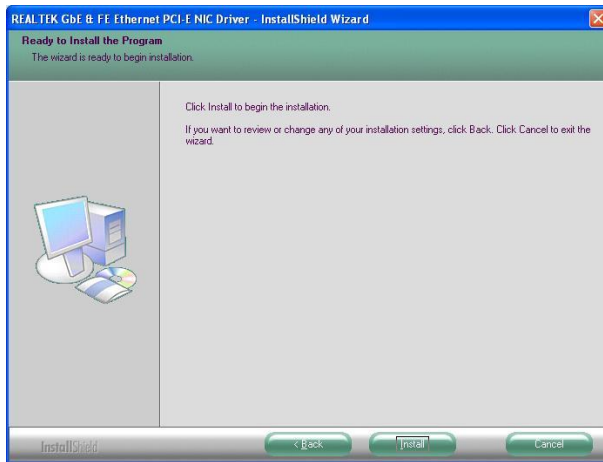 REALTEK GbE & FE Ethernet PCI-E NIC Driver - InstallShield Wizard
Ready to Install the Program
The wizard is ready to begin installation.
Click Install to begin the installation.
If you want to review or change any of your installation settings, click Back. Click Cancel to exit the
wizard.
InstallShield
< Back
Install
Cancel